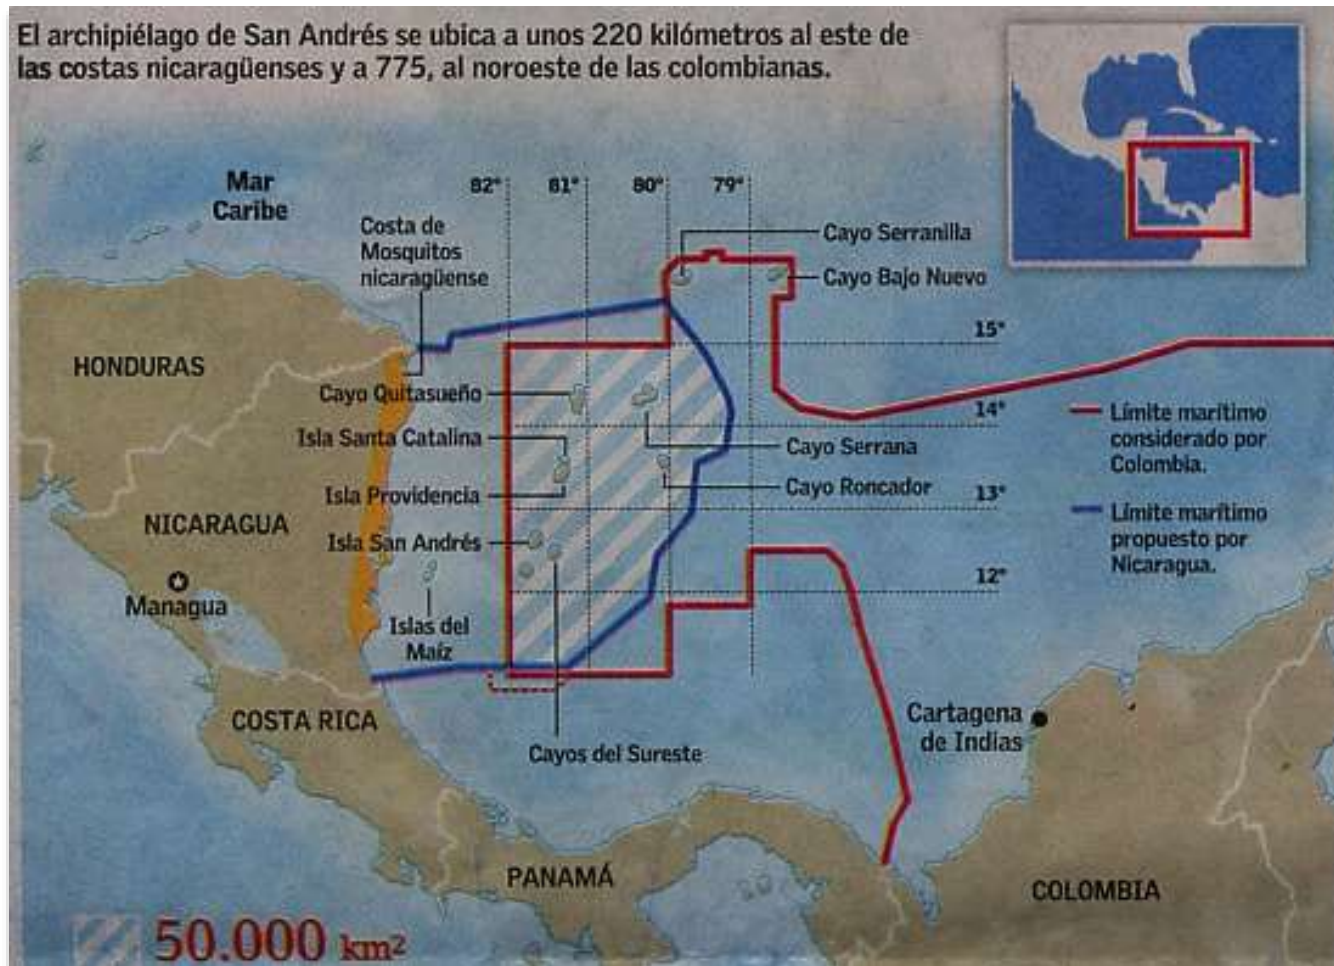 El archipiélago de San Andrés se ubica a unos 220 kilómetros al este de
las costas nicaragüenses y a 775, al noroeste de las colombianas.
Mar
Caribe
82°
81°
80°
79°
Costa de
Mosquitos
nicaragüense
Cayo Serranilla
Cayo Bajo Nuevo
15°
HONDURAS
Cayo Quitasueño
14°
Límite marítimo
considerado por
Colombia.
Isla Santa Catalina
Cayo Serrana
Isla Providencia
Cayo Roncador
13°
NICARAGUA
Límite marítimo
propuesto por
Nicaragua.
Isla San Andrés
12°
Managua
Islas del
Maíz
COSTA RICA
Cartagena
de Indias
Cayos del Sureste
PANAMÁ
COLOMBIA
50.000 km²